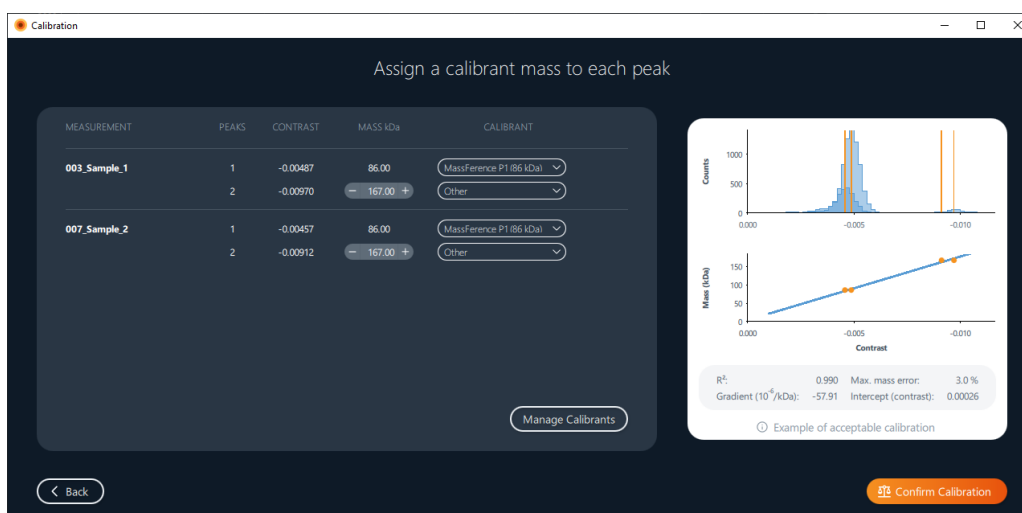 Calibration
Assign a calibrant mass to each peak
MEASUREMENT PEAKS CONTRAST MASS kDa CALIBRANT
003_Sample_1 1 -0.00487 86.00 MassFerence P1 (86 kDa)
2 -0.00970 − 167.00 + Other
007_Sample_2 1 -0.00457 86.00 MassFerence P1 (86 kDa)
2 -0.00912 − 167.00 + Other
Manage Calibrants
Counts
1000
500
0
0.000 -0.005 -0.010
Mass (kDa)
150
100
50
0
0.000 -0.005 -0.010
Contrast
R²: 0.990 Max. mass error: 3.0 %
Gradient (10⁻⁶/kDa): -57.91 Intercept (contrast): 0.00026
Example of acceptable calibration
Back
Confirm Calibration